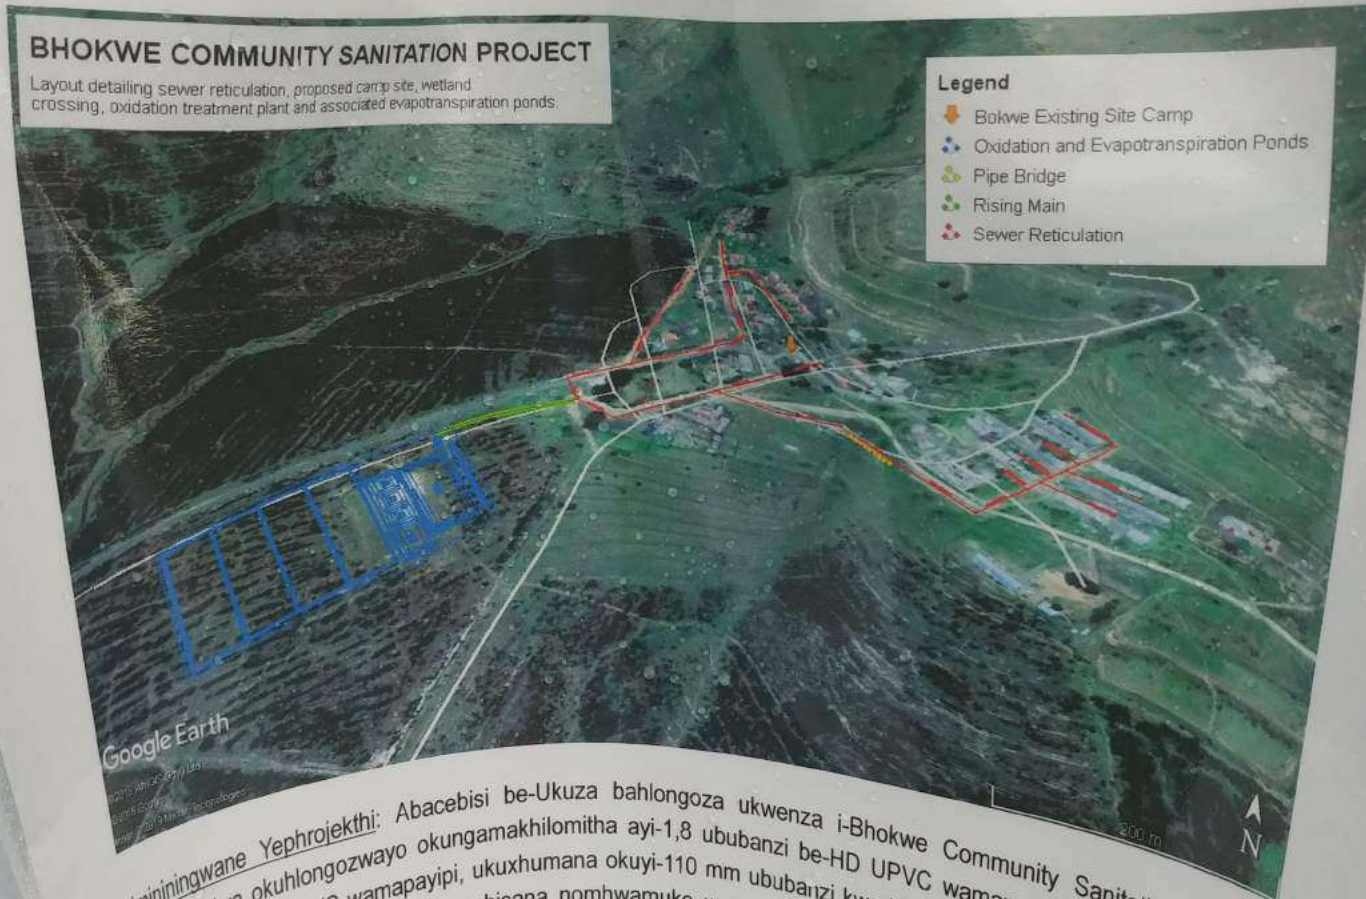 BHOKWE COMMUNITY SANITATION PROJECT
Layout detailing sewer reticulation, proposed camp site, wetland
crossing, oxidation treatment plant and associated evapotranspiration ponds.
Legend
Bokwe Existing Site Camp
Oxidation and Evapotranspiration Ponds
Pipe Bridge
Rising Main
Sewer Reticulation
Google Earth
200 m
N
Yephrojekthi: Abacebisi be-Ukuza bahlongoza ukwenza i-Bhokwe Community
okuhlongozwayo okungamakhilomitha ayi-1,8 ububanzi be-HD UPVC
wamapayipi, ukuxhumana okuyi-110 mm ububanzi
nomhwamuko